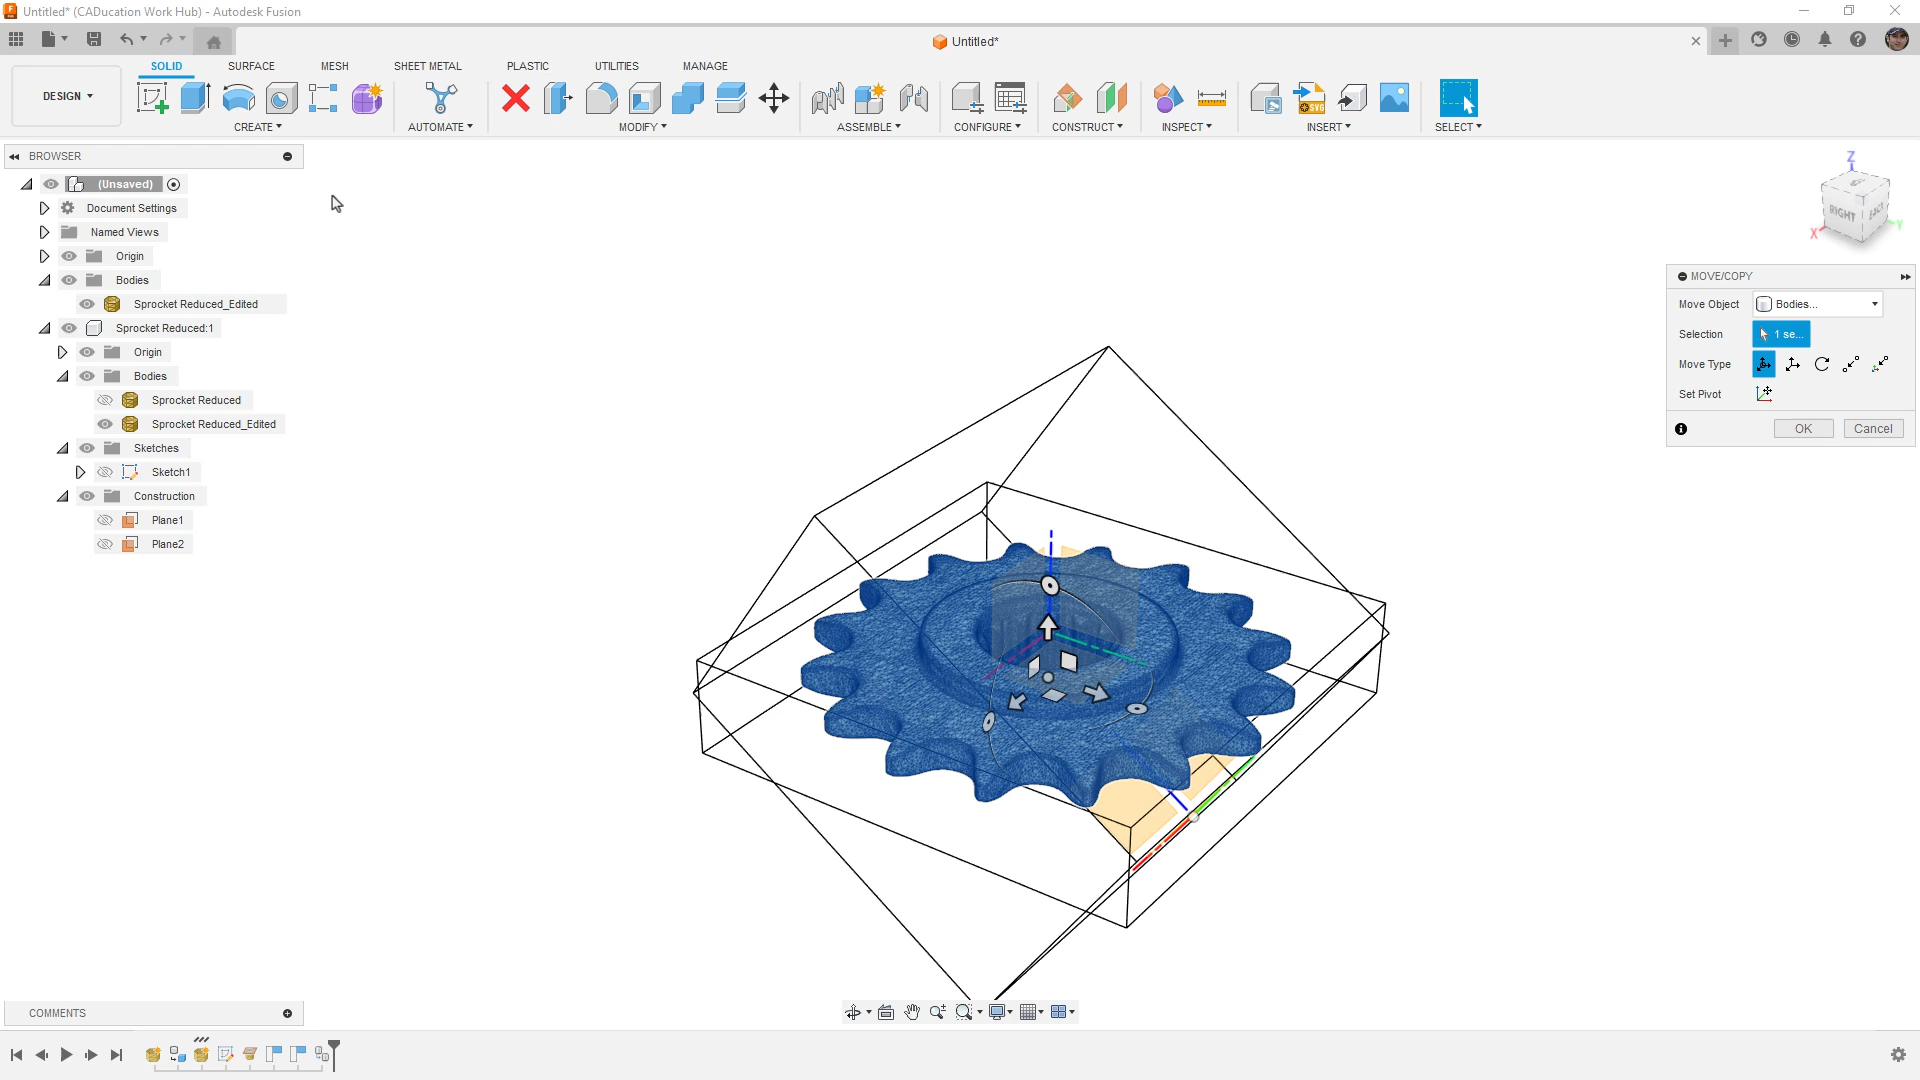 Untitled* (CADucation Work Hub) - Autodesk Fusion
Untitled*
SOLID SURFACE MESH SHEET METAL PLASTIC UTILITIES MANAGE
DESIGN
SVG
CREATE AUTOMATE MODIFY ASSEMBLE CONFIGURE CONSTRUCT INSPECT INSERT SELECT
BROWSER
(Unsaved)
Document Settings
Named Views
Origin
Bodies
Sprocket Reduced_Edited
Sprocket Reduced:1
Origin
Bodies
Sprocket Reduced
Sprocket Reduced_Edited
Sketches
Sketch1
Construction
Plane1
Plane2
Z
RIGHT
BACK
X
Y
MOVE/COPY
Move Object Bodies...
Selection 1 se...
Move Type
Set Pivot
OK Cancel
COMMENTS